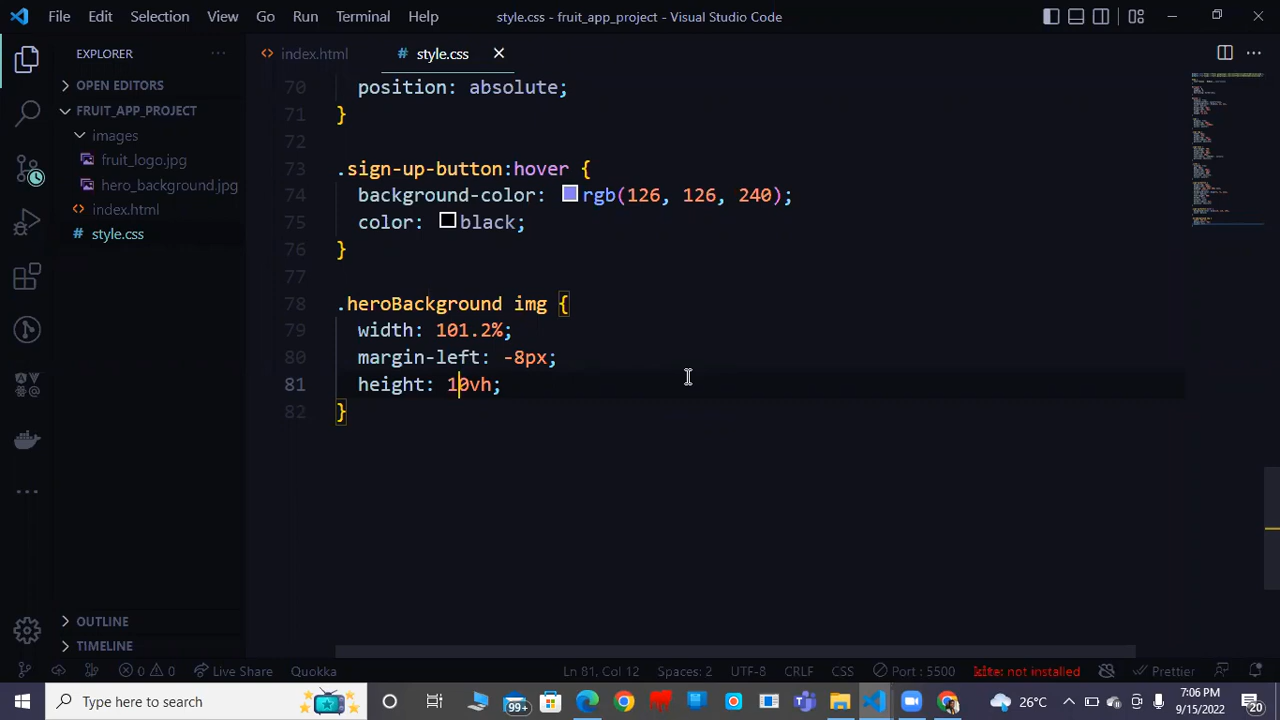 File Edit Selection View Go Run Terminal Help style.css - fruit_app_project - Visual Studio Code
EXPLORER
OPEN EDITORS
FRUIT_APP_PROJECT
images
fruit_logo.jpg
hero_background.jpg
index.html
style.css
OUTLINE
TIMELINE
index.html # style.css
70 position: absolute;
71 }
72
73 .sign-up-button:hover {
74 background-color: rgb(126, 126, 240);
75 color: black;
76 }
77
78 .heroBackground img {
79 width: 101.2%;
80 margin-left: -8px;
81 height: 10vh;
82 }
0 0 Live Share Quokka Ln 81, Col 12 Spaces: 2 UTF-8 CRLF CSS Port : 5500 kite: not installed Prettier
Type here to search 99+ 26°C 7:06 PM
9/15/2022 20